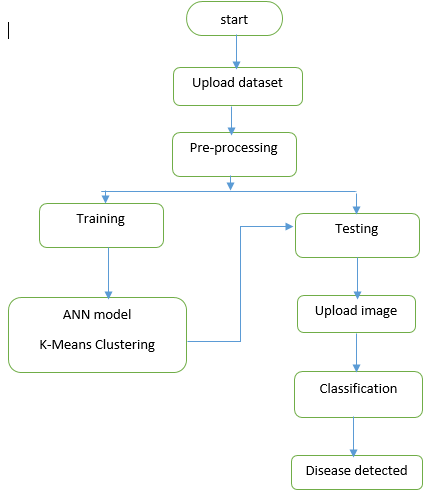 start
Upload dataset
Pre-processing
Training
Testing
ANN model
K-Means Clustering
Upload image
Classification
Disease detected